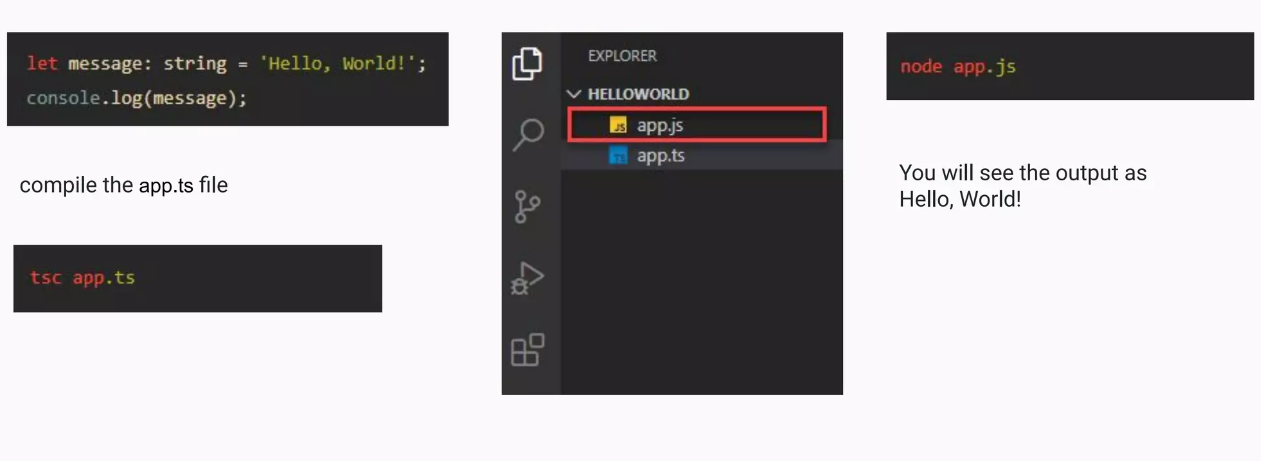 let message: string = 'Hello, World!';
console.log(message);
compile the app.ts file
tsc app.ts
EXPLORER
HELLOWORLD
JS app.js
TS app.ts
node app.js
You will see the output as
Hello, World!